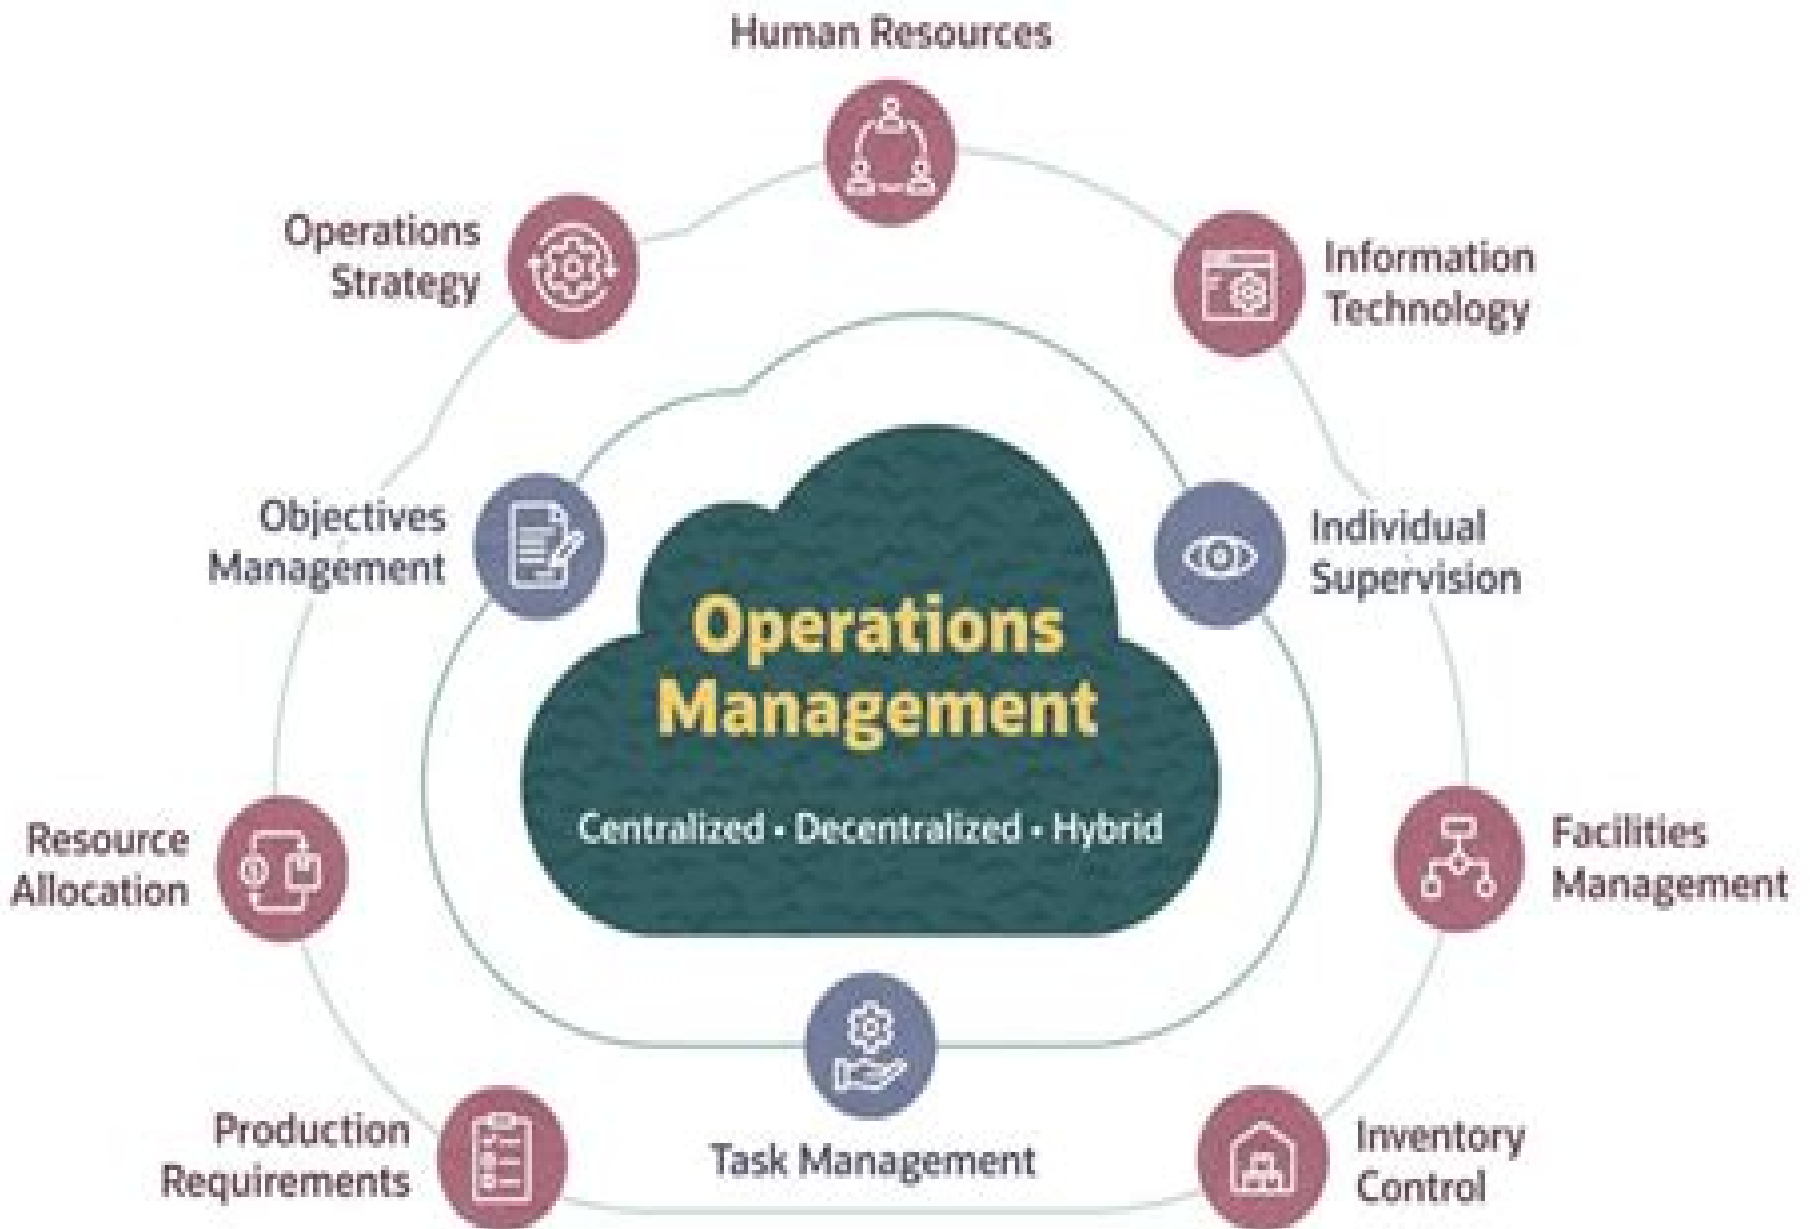 Human Resources
Operations
Strategy
Information
Technology
Objectives
Management
Individual
Supervision
Operations
Management
Centralized • Decentralized • Hybrid
Resource
Allocation
Facilities
Management
Production
Requirements
Task Management
Inventory
Control